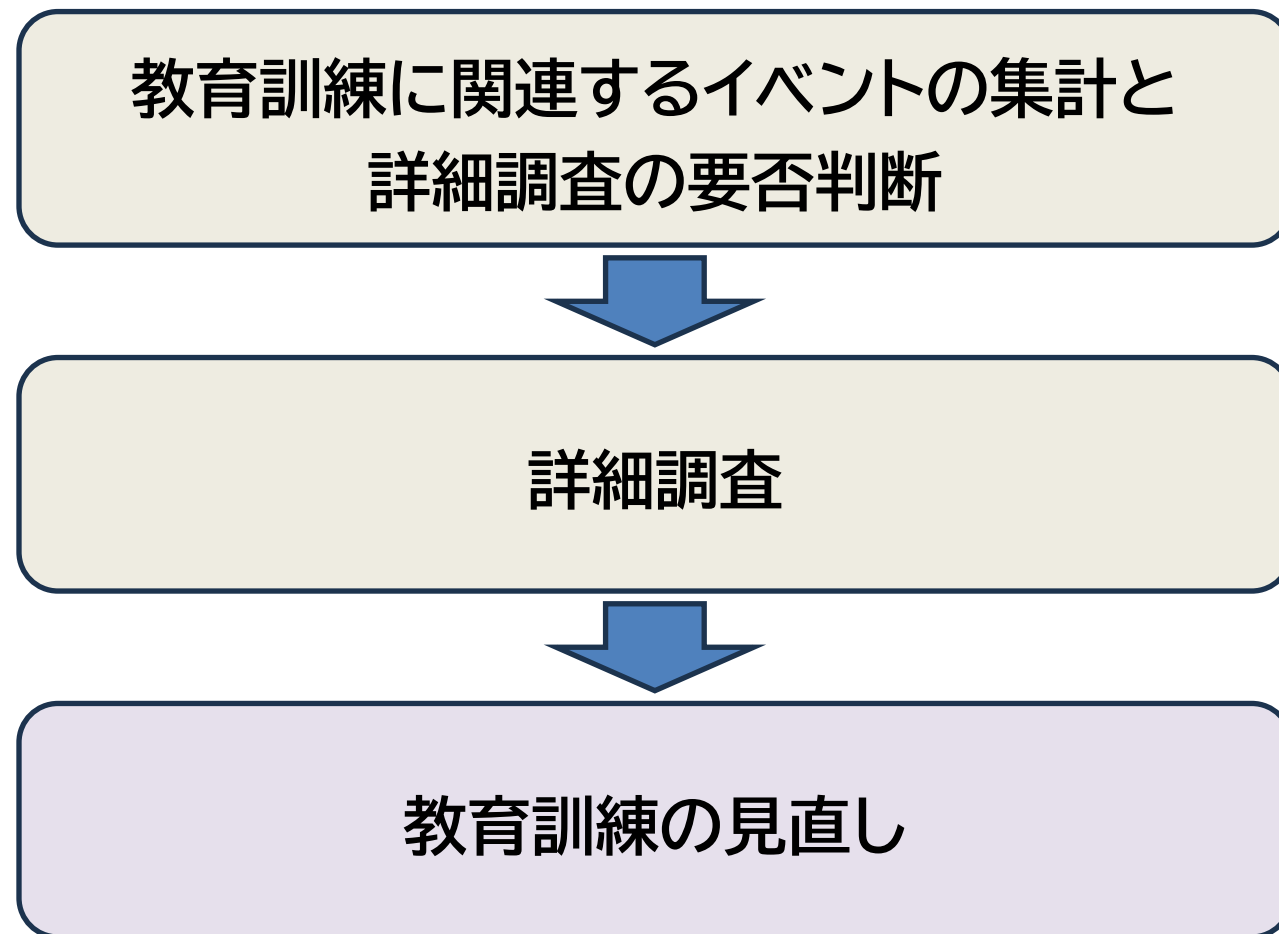 教育訓練に関連するイベントの集計と
詳細調査の要否判断
詳細調査
教育訓練の見直し